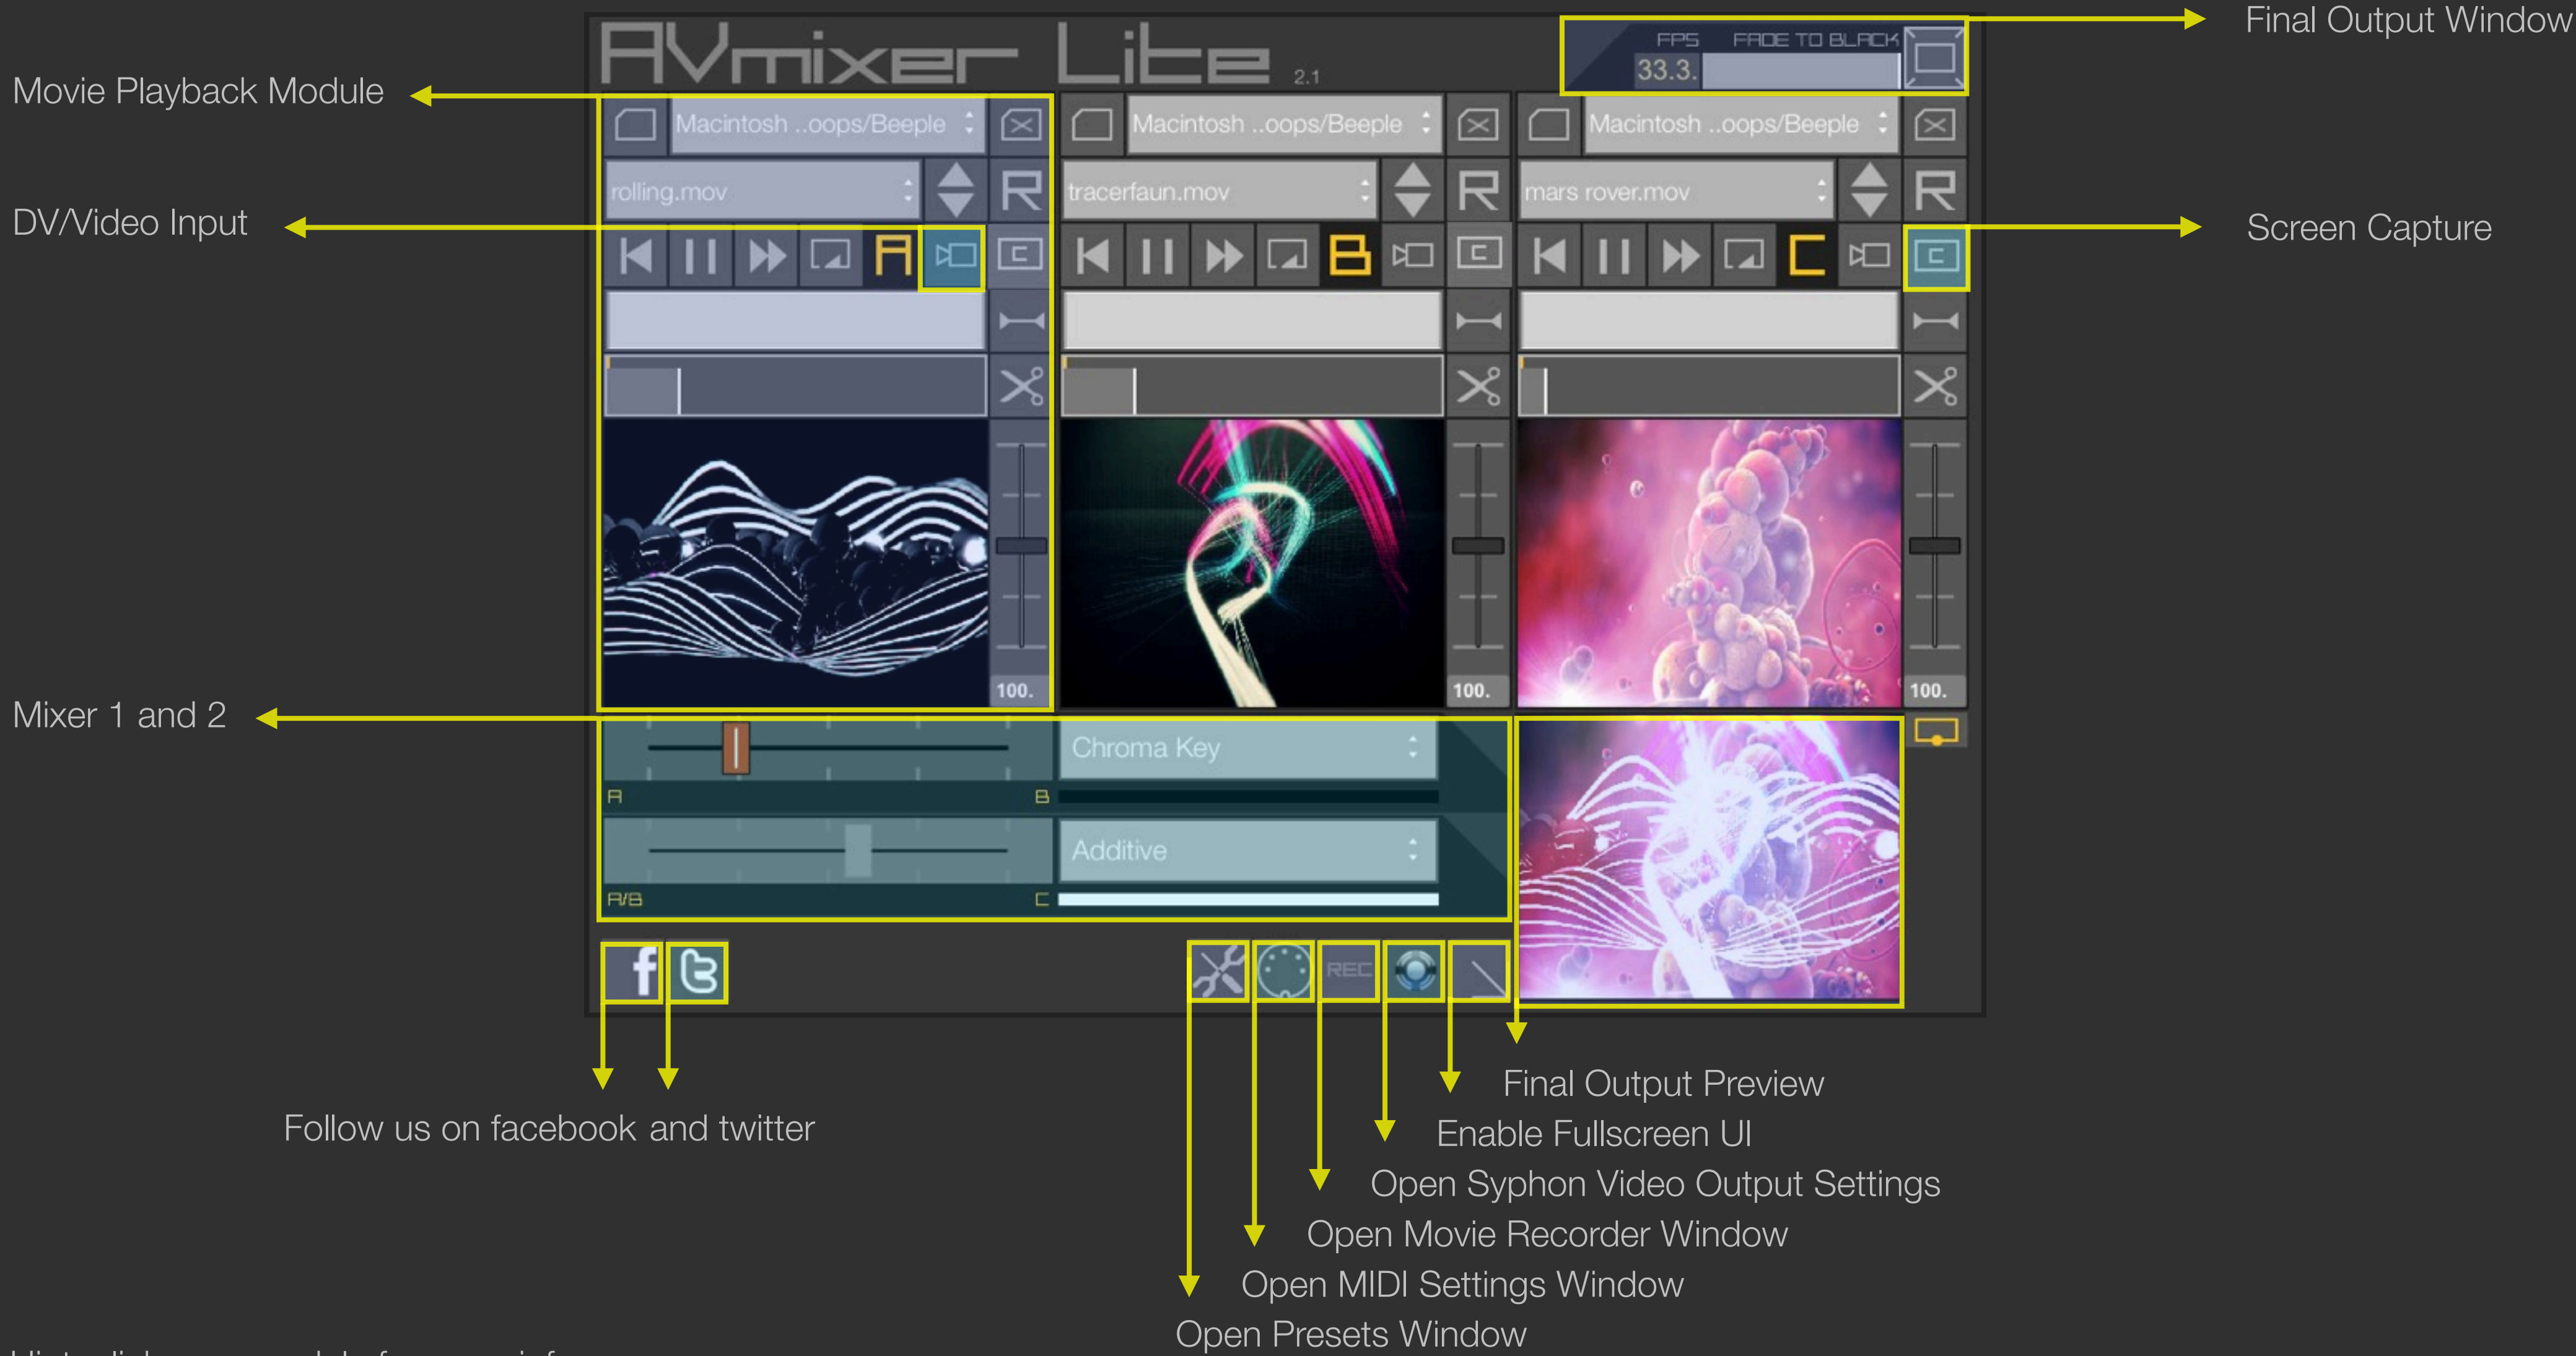 AVmixer Lite 2.1
FPS FADE TO BLACK
33.3.
Final Output Window
Movie Playback Module
Macintosh ..oops/Beeple
Macintosh ..oops/Beeple
Macintosh ..oops/Beeple
rolling.mov
R
tracerfaun.mov
R
mars rover.mov
R
DV/Video Input
A
C
B
C
C
C
Screen Capture
100.
100.
100.
Mixer 1 and 2
Chroma Key
A
B
Additive
A/B
C
f
t
REC
Final Output Preview
Follow us on facebook and twitter
Enable Fullscreen UI
Open Syphon Video Output Settings
Open Movie Recorder Window
Open MIDI Settings Window
Open Presets Window